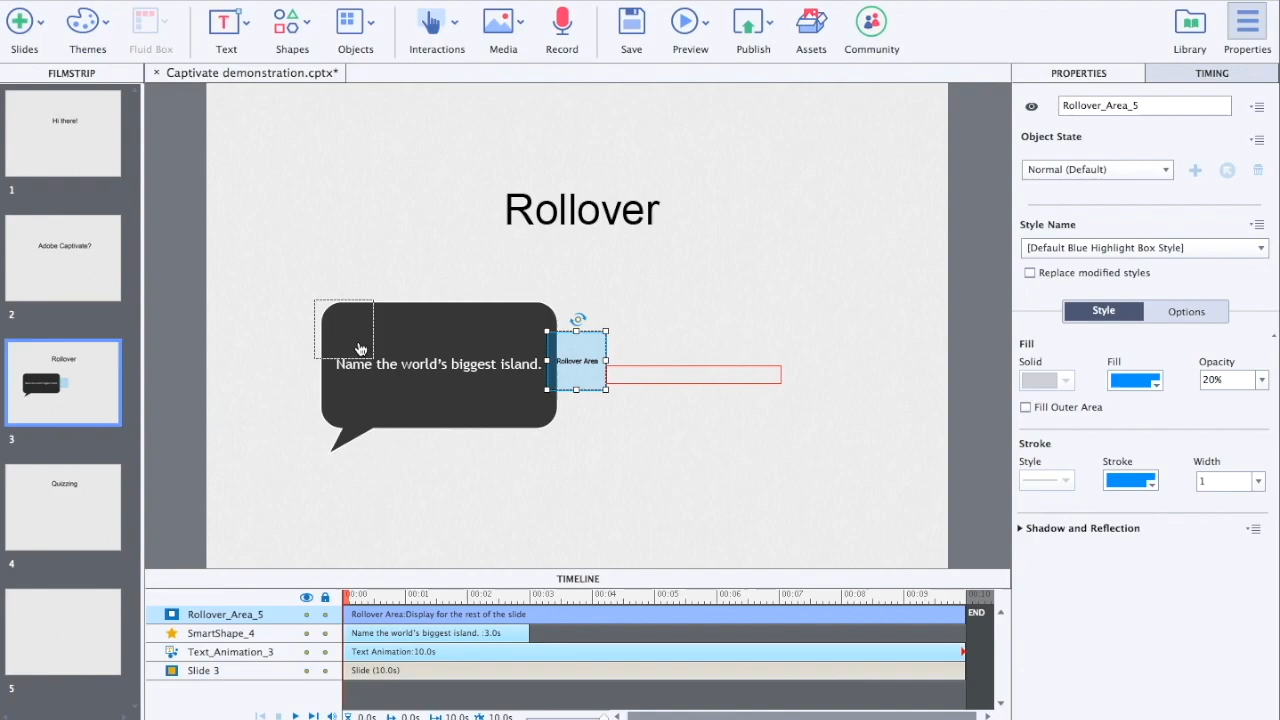 Slides
Themes
Fluid Box
Text
Shapes
Objects
Interactions
Media
Record
Save
Preview
Publish
Assets
Community
Library
Properties
FILMSTRIP
× Captivate demonstration.cptx*
PROPERTIES
TIMING
Hi there!
1
Adobe Captivate?
2
Rollover
3
Quizzing
4
5
Rollover
Name the world's biggest island.
Rollover Area
Rollover_Area_5
Object State
Normal (Default)
Style Name
[Default Blue Highlight Box Style]
Replace modified styles
Style
Options
Fill
Solid
Fill
Opacity
20%
Fill Outer Area
Stroke
Style
Stroke
Width
1
Shadow and Reflection
TIMELINE
00:00 00:01 00:02 00:03 00:04 00:05 00:06 00:07 00:08 00:09 00:10
Rollover_Area_5
Rollover Area:Display for the rest of the slide
END
SmartShape_4
Name the world's biggest island. :3.0s
Text_Animation_3
Text Animation:10.0s
Slide 3
Slide (10.0s)
0.0s 0.0s 10.0s 10.0s